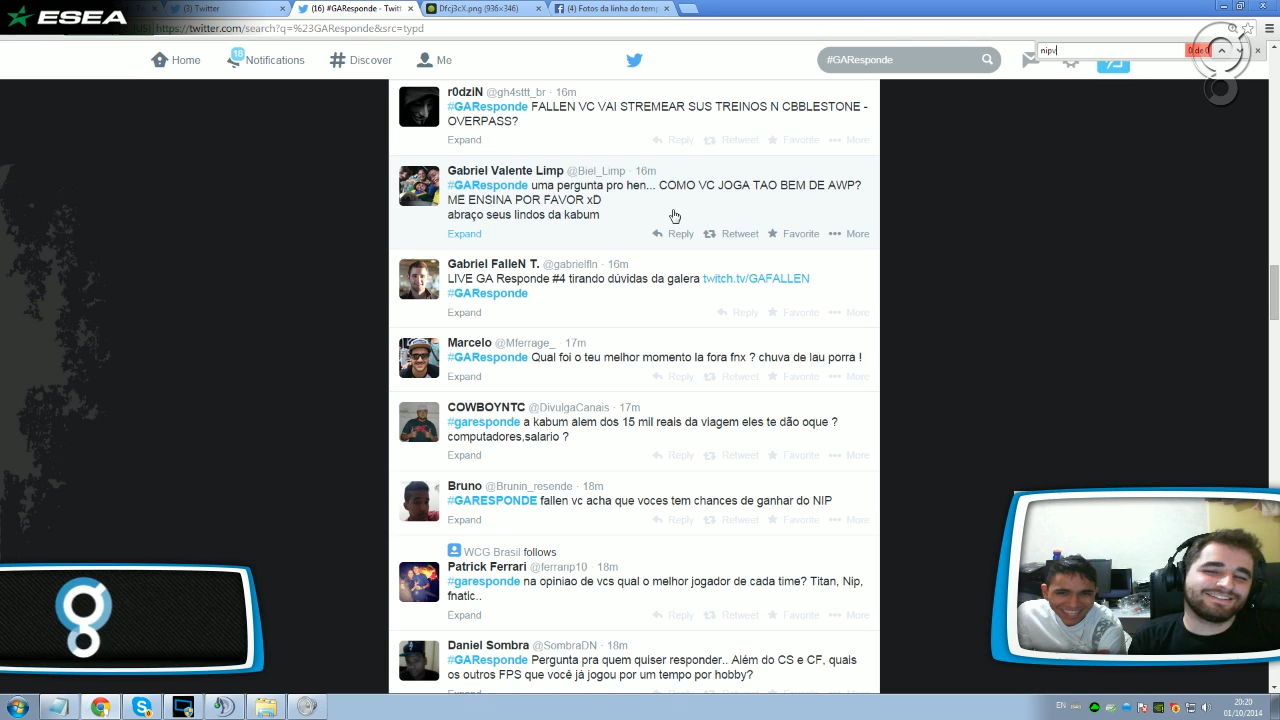 (3) Twitter
(16) #GAResponde - Twitt
Dfcj3cX.png (936×346)
(4) Fotos da linha do temp
ESEA
https://twitter.com/search?q=%23GAResponde&src=typd
nipv
0 de 0
Home
18
Notifications
Discover
Me
#GAResponde
r0dziN @gh4sttt_br · 16m
#GAResponde FALLEN VC VAI STREMEAR SUS TREINOS N CBBLESTONE -
OVERPASS?
Expand
Reply Retweet Favorite More
Gabriel Valente Limp @Biel_Limp · 16m
#GAResponde uma pergunta pro hen... COMO VC JOGA TAO BEM DE AWP?
ME ENSINA POR FAVOR xD
abraço seus lindos da kabum
Expand
Reply Retweet Favorite More
Gabriel FalleN T. @gabrielfln · 16m
LIVE GA Responde #4 tirando dúvidas da galera twitch.tv/GAFALLEN
#GAResponde
Expand
Reply Favorite More
Marcelo @Mferrage_ · 17m
#GAResponde Qual foi o teu melhor momento la fora fnx ? chuva de lau porra !
Expand
Reply Retweet Favorite More
COWBOYNTC @DivulgaCanais · 17m
#garesponde a kabum alem dos 15 mil reais da viagem eles te dão oque ?
computadores,salario ?
Expand
Reply Retweet Favorite More
Bruno @Brunin_resende · 18m
#GARESPONDE fallen vc acha que voces tem chances de ganhar do NIP
Expand
Reply Retweet Favorite More
WCG Brasil follows
Patrick Ferrari @ferranp10 · 18m
#garesponde na opiniao de vcs qual o melhor jogador de cada time? Titan, Nip,
fnatic..
Expand
Reply Retweet Favorite More
Daniel Sombra @SombraDN · 18m
#GAResponde Pergunta pra quem quiser responder.. Além do CS e CF, quais
os outros FPS que você já jogou por um tempo por hobby?
EN
20:20
01/10/2014